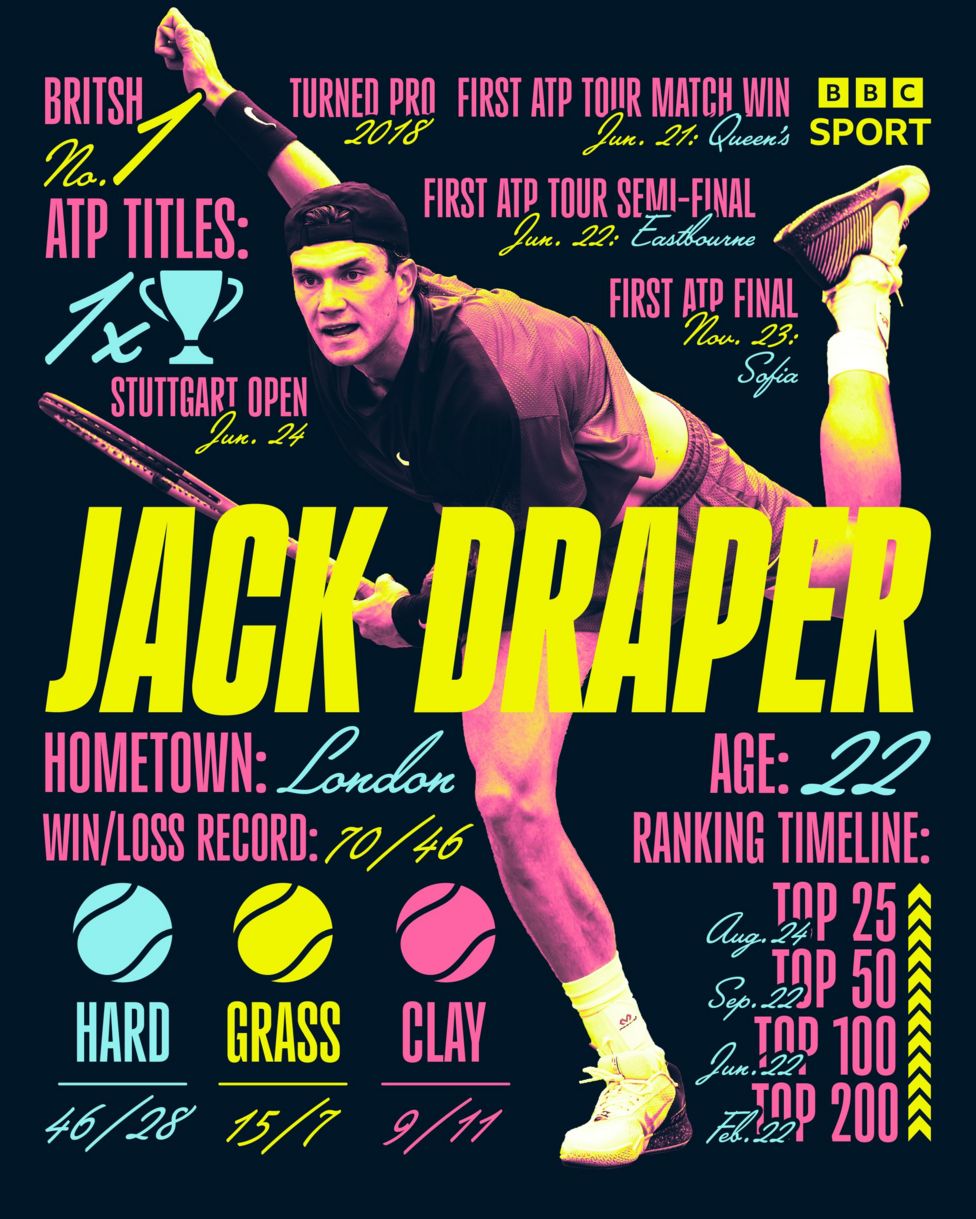 BRITSH
No. 1
TURNED PRO
2018
FIRST ATP TOUR MATCH WIN
Jun. 21: Queen's
BBC
SPORT
ATP TITLES:
1x
STUTTGART OPEN
Jun. 24
FIRST ATP TOUR SEMI-FINAL
Jun. 22: Eastbourne
FIRST ATP FINAL
Nov. 23:
Sofia
JACK DRAPER
HOMETOWN: London
AGE: 22
WIN/LOSS RECORD: 70/46
HARD
46/28
GRASS
15/7
CLAY
9/11
RANKING TIMELINE:
TOP 25
Aug. 24
TOP 50
Sep. 22
TOP 100
Jun. 22
TOP 200
Feb. 22